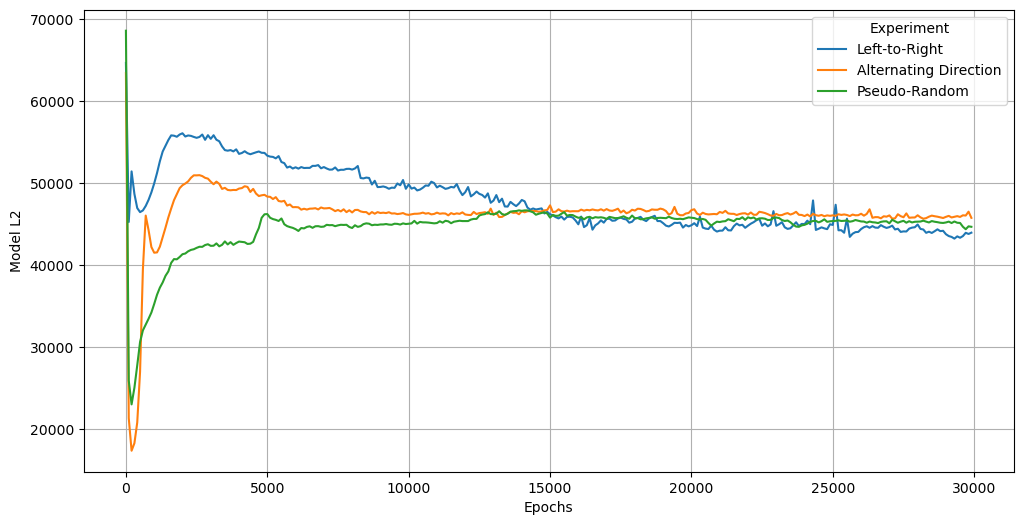 70000
60000
50000
40000
30000
20000
Model L2
0
5000
10000
15000
20000
25000
30000
Epochs
Experiment
Left-to-Right
Alternating Direction
Pseudo-Random